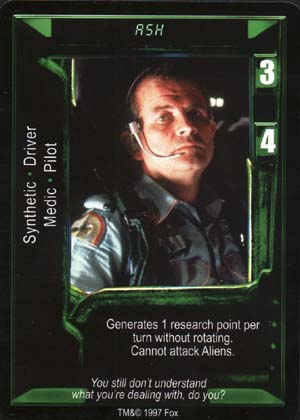 ASH
3
4
Synthetic • Driver
Medic • Pilot
Generates 1 research point per
turn without rotating.
Cannot attack Aliens.
You still don't understand
what you're dealing with, do you?
TM&© 1997 Fox